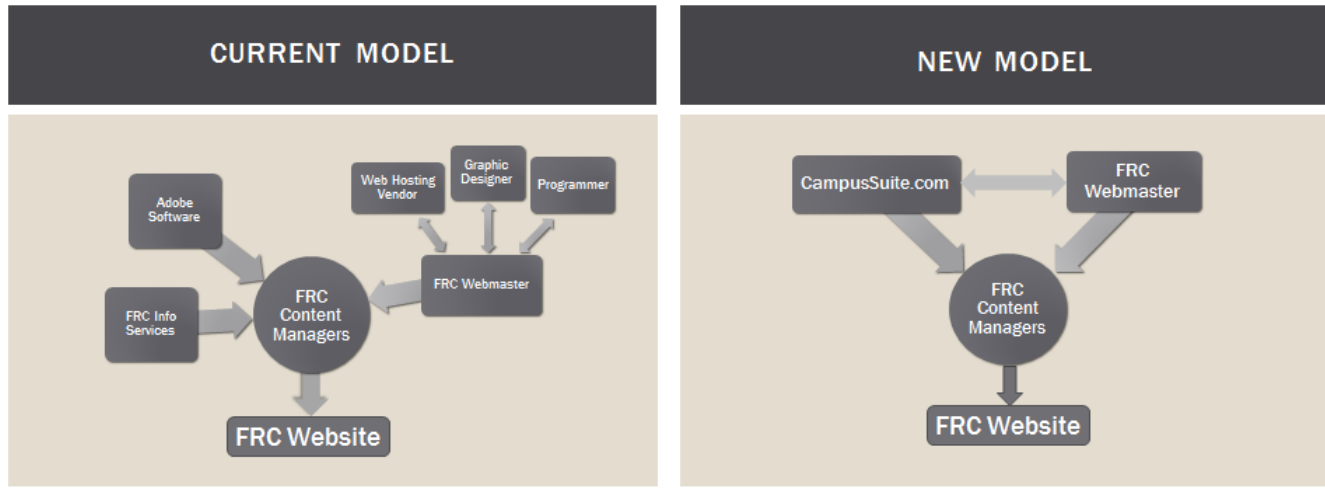 CURRENT MODEL
Adobe
Software
FRC Info
Services
Web Hosting
Vendor
Graphic
Designer
Programmer
FRC Webmaster
FRC
Content
Managers
FRC Website
NEW MODEL
CampusSuite.com
FRC
Webmaster
FRC
Content
Managers
FRC Website